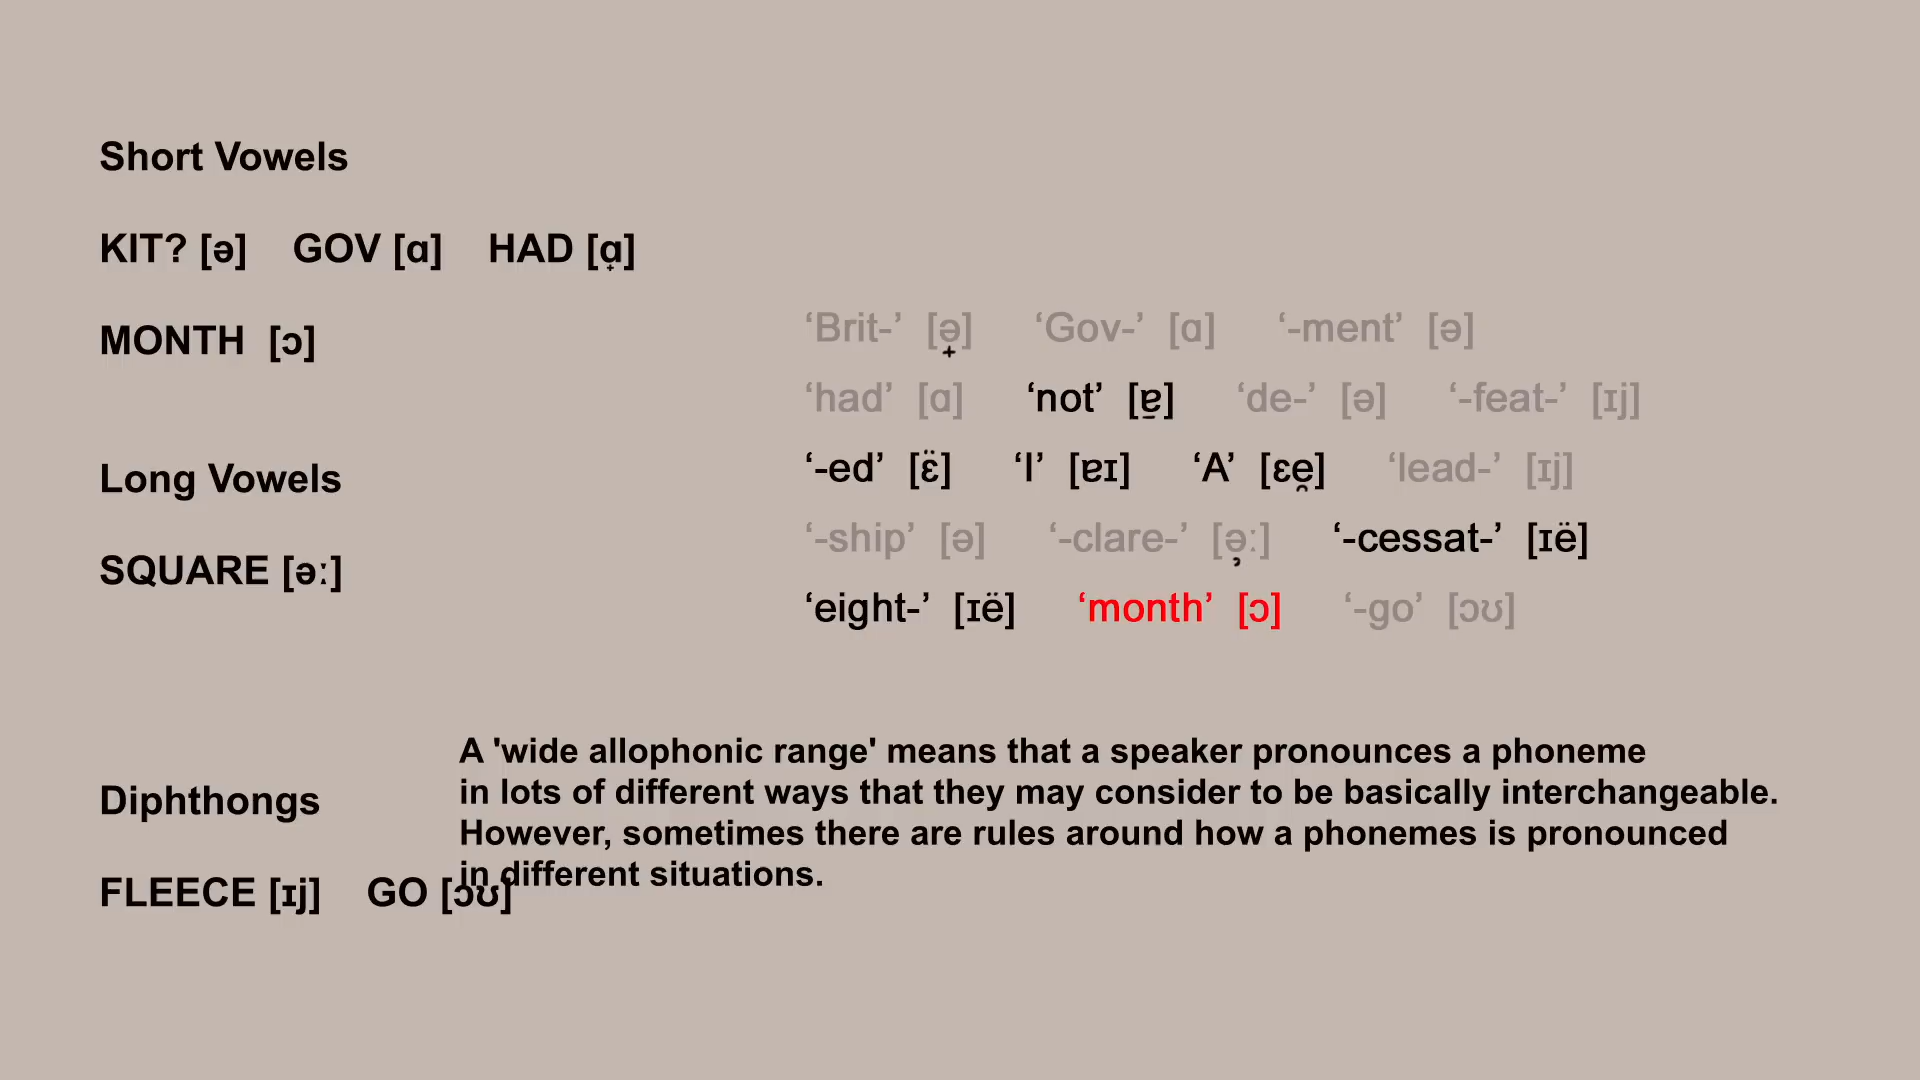 Short Vowels
KIT? [ə] GOV [ɑ] HAD [ɑ̟]
MONTH [ɔ]
Long Vowels
SQUARE [əː]
Diphthongs
FLEECE [ɪj] GO [ɔʊ]
‘Brit-’ [ə̟] ‘Gov-’ [ɑ] ‘-ment’ [ə]
‘had’ [ɑ] ‘not’ [ɐ̠] ‘de-’ [ə] ‘-feat-’ [ɪj]
‘-ed’ [ɛ̈] ‘I’ [ɐɪ] ‘A’ [ɛe̯] ‘lead-’ [ɪj]
‘-ship’ [ə] ‘-clare-’ [ə̹ː] ‘-cessat-’ [ɪë]
‘eight-’ [ɪë] ‘month’ [ɔ] ‘-go’ [ɔʊ]
A 'wide allophonic range' means that a speaker pronounces a phoneme
in lots of different ways that they may consider to be basically interchangeable.
However, sometimes there are rules around how a phonemes is pronounced
in different situations.